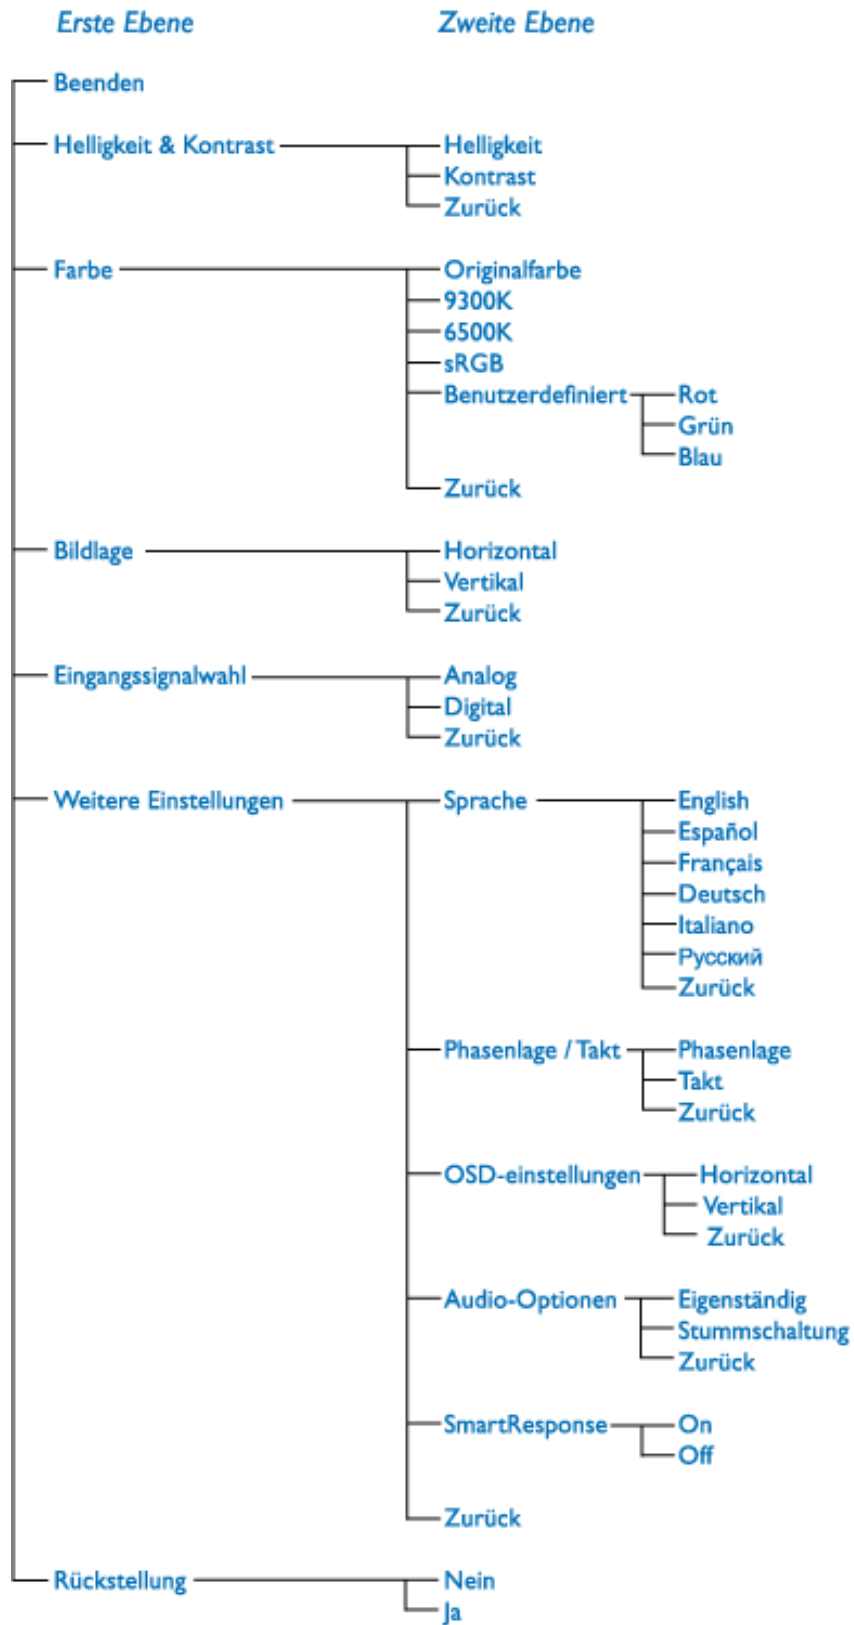 Erste Ebene Zweite Ebene
Beenden
Helligkeit & Kontrast Helligkeit
Kontrast
Zurück
Farbe Originalfarbe
9300K
6500K
sRGB
Benutzerdefiniert Rot
Grün
Blau
Zurück
Bildlage Horizontal
Vertikal
Zurück
Eingangssignalwahl Analog
Digital
Zurück
Weitere Einstellungen Sprache English
Español
Français
Deutsch
Italiano
Русский
Zurück
Phasenlage / Takt Phasenlage
Takt
Zurück
OSD-einstellungen Horizontal
Vertikal
Zurück
Audio-Optionen Eigenständig
Stummschaltung
Zurück
SmartResponse On
Off
Zurück
Rückstellung Nein
Ja